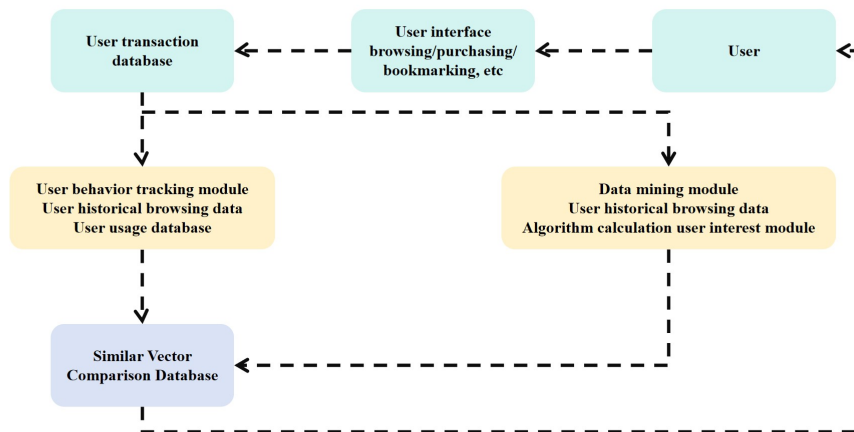 User transaction
database
User interface
browsing/purchasing/
bookmarking, etc
User
User behavior tracking module
User historical browsing data
User usage database
Data mining module
User historical browsing data
Algorithm calculation user interest module
Similar Vector
Comparison Database